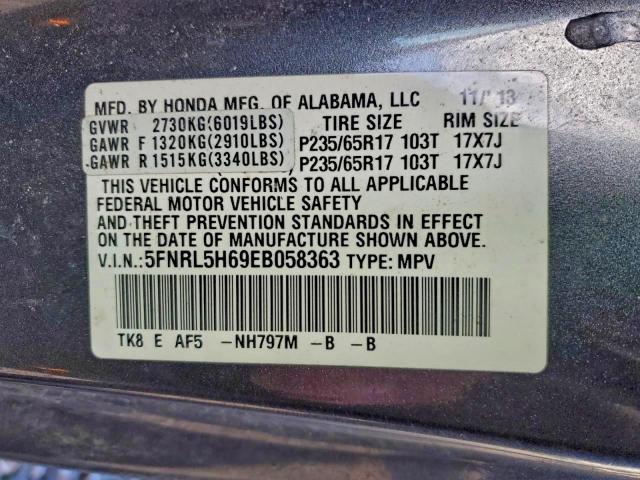 MFD. BY HONDA MFG. OF ALABAMA, LLC 11/ 13
GVWR 2730KG(6019LBS) TIRE SIZE RIM SIZE
GAWR F 1320KG(2910LBS) P235/65R17 103T 17X7J
GAWR R 1515KG(3340LBS) P235/65R17 103T 17X7J
THIS VEHICLE CONFORMS TO ALL APPLICABLE
FEDERAL MOTOR VEHICLE SAFETY
AND THEFT PREVENTION STANDARDS IN EFFECT
ON THE DATE OF MANUFACTURE SHOWN ABOVE.
V.I.N.: 5FNRL5H69EB058363 TYPE: MPV
TK8 E AF5 -NH797M -B -B